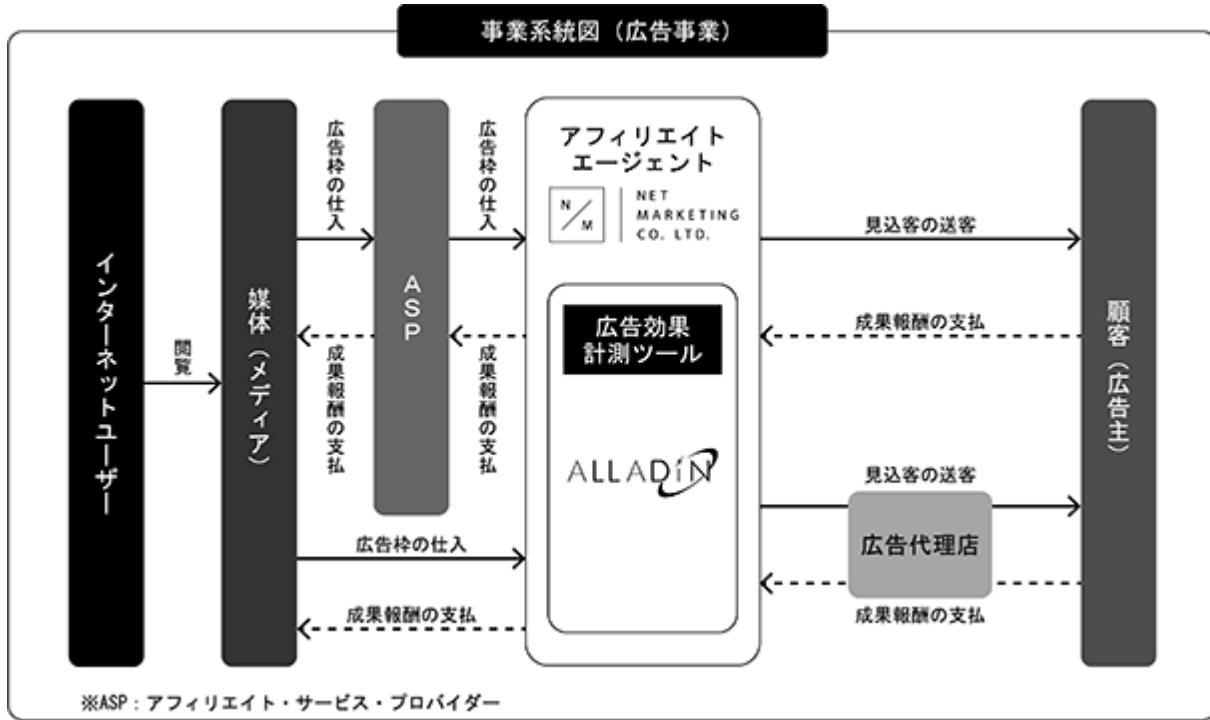 事業系統図（広告事業）
インターネットユーザー
閲覧
媒体（メディア）
広告枠の仕入
成果報酬の支払
ASP
広告枠の仕入
成果報酬の支払
広告枠の仕入
成果報酬の支払
アフィリエイト
エージェント
N/M
NET
MARKETING
CO. LTD.
広告効果
計測ツール
ALLADiN
見込客の送客
成果報酬の支払
見込客の送客
広告代理店
成果報酬の支払
顧客（広告主）
※ASP：アフィリエイト・サービス・プロバイダー